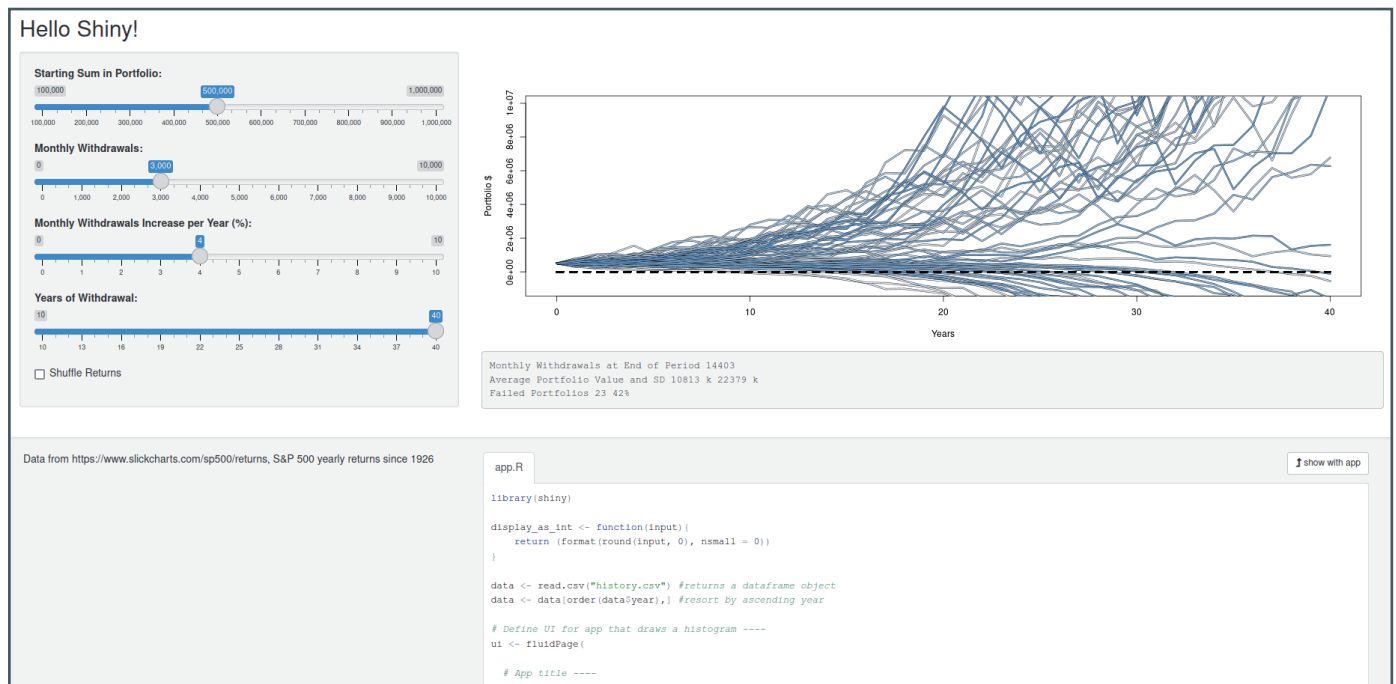 Hello Shiny!
Starting Sum in Portfolio:
100,000 500,000 1,000,000
100,000 200,000 300,000 400,000 500,000 600,000 700,000 800,000 900,000 1,000,000
Monthly Withdrawals:
0 3,000 10,000
0 1,000 2,000 3,000 4,000 5,000 6,000 7,000 8,000 9,000 10,000
Monthly Withdrawals Increase per Year (%):
0 4 10
0 1 2 3 4 5 6 7 8 9 10
Years of Withdrawal:
10 40
10 13 16 19 22 25 28 31 34 37 40
Shuffle Returns
Portfolio $
1e+07
8e+06
6e+06
4e+06
2e+06
0e+00
0 10 20 30 40
Years
Monthly Withdrawals at End of Period 14403
Average Portfolio Value and SD 10813 k 22379 k
Failed Portfolios 23 42%
Data from https://www.slickcharts.com/sp500/returns, S&P 500 yearly returns since 1926
app.R
show with app
library(shiny)
display_as_int <- function(input){
return (format(round(input, 0), nsmall = 0))
}
data <- read.csv("history.csv") #returns a dataframe object
data <- data[order(data$year),] #resort by ascending year
# Define UI for app that draws a histogram ----
ui <- fluidPage(
# App title ----